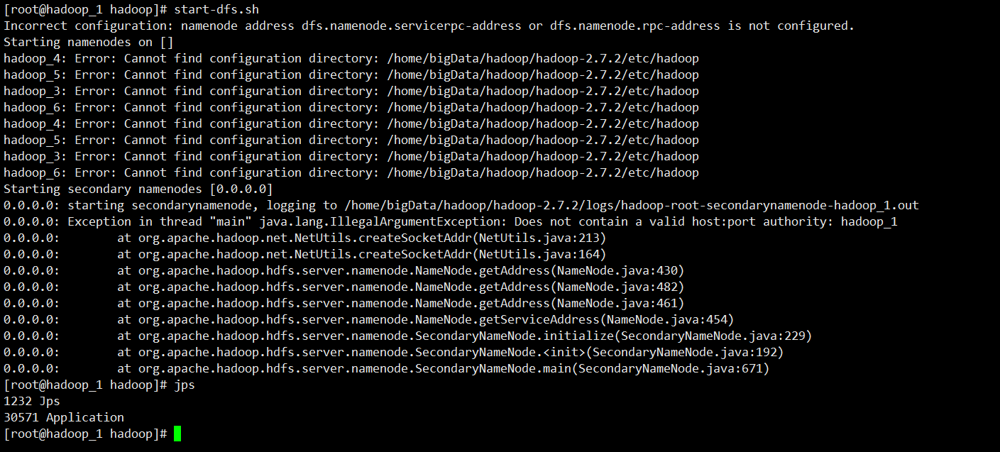 [root@hadoop_1 hadoop]# start-dfs.sh
Incorrect configuration: namenode address dfs.namenode.servicerpc-address or dfs.namenode.rpc-address is not configured.
Starting namenodes on []
hadoop_4: Error: Cannot find configuration directory: /home/bigData/hadoop/hadoop-2.7.2/etc/hadoop
hadoop_5: Error: Cannot find configuration directory: /home/bigData/hadoop/hadoop-2.7.2/etc/hadoop
hadoop_3: Error: Cannot find configuration directory: /home/bigData/hadoop/hadoop-2.7.2/etc/hadoop
hadoop_6: Error: Cannot find configuration directory: /home/bigData/hadoop/hadoop-2.7.2/etc/hadoop
hadoop_4: Error: Cannot find configuration directory: /home/bigData/hadoop/hadoop-2.7.2/etc/hadoop
hadoop_5: Error: Cannot find configuration directory: /home/bigData/hadoop/hadoop-2.7.2/etc/hadoop
hadoop_3: Error: Cannot find configuration directory: /home/bigData/hadoop/hadoop-2.7.2/etc/hadoop
hadoop_6: Error: Cannot find configuration directory: /home/bigData/hadoop/hadoop-2.7.2/etc/hadoop
Starting secondary namenodes [0.0.0.0]
0.0.0.0: starting secondarynamenode, logging to /home/bigData/hadoop/hadoop-2.7.2/logs/hadoop-root-secondarynamenode-hadoop_1.out
0.0.0.0: Exception in thread "main" java.lang.IllegalArgumentException: Does not contain a valid host:port authority: hadoop_1
0.0.0.0:        at org.apache.hadoop.net.NetUtils.createSocketAddr(NetUtils.java:213)
0.0.0.0:        at org.apache.hadoop.net.NetUtils.createSocketAddr(NetUtils.java:164)
0.0.0.0:        at org.apache.hadoop.hdfs.server.namenode.NameNode.getAddress(NameNode.java:430)
0.0.0.0:        at org.apache.hadoop.hdfs.server.namenode.NameNode.getAddress(NameNode.java:482)
0.0.0.0:        at org.apache.hadoop.hdfs.server.namenode.NameNode.getAddress(NameNode.java:461)
0.0.0.0:        at org.apache.hadoop.hdfs.server.namenode.NameNode.getServiceAddress(NameNode.java:454)
0.0.0.0:        at org.apache.hadoop.hdfs.server.namenode.SecondaryNameNode.initialize(SecondaryNameNode.java:229)
0.0.0.0:        at org.apache.hadoop.hdfs.server.namenode.SecondaryNameNode.<init>(SecondaryNameNode.java:192)
0.0.0.0:        at org.apache.hadoop.hdfs.server.namenode.SecondaryNameNode.main(SecondaryNameNode.java:671)
[root@hadoop_1 hadoop]# jps
1232 Jps
30571 Application
[root@hadoop_1 hadoop]#